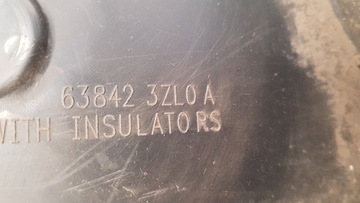 63842 3ZL0A
WITH INSULATORS